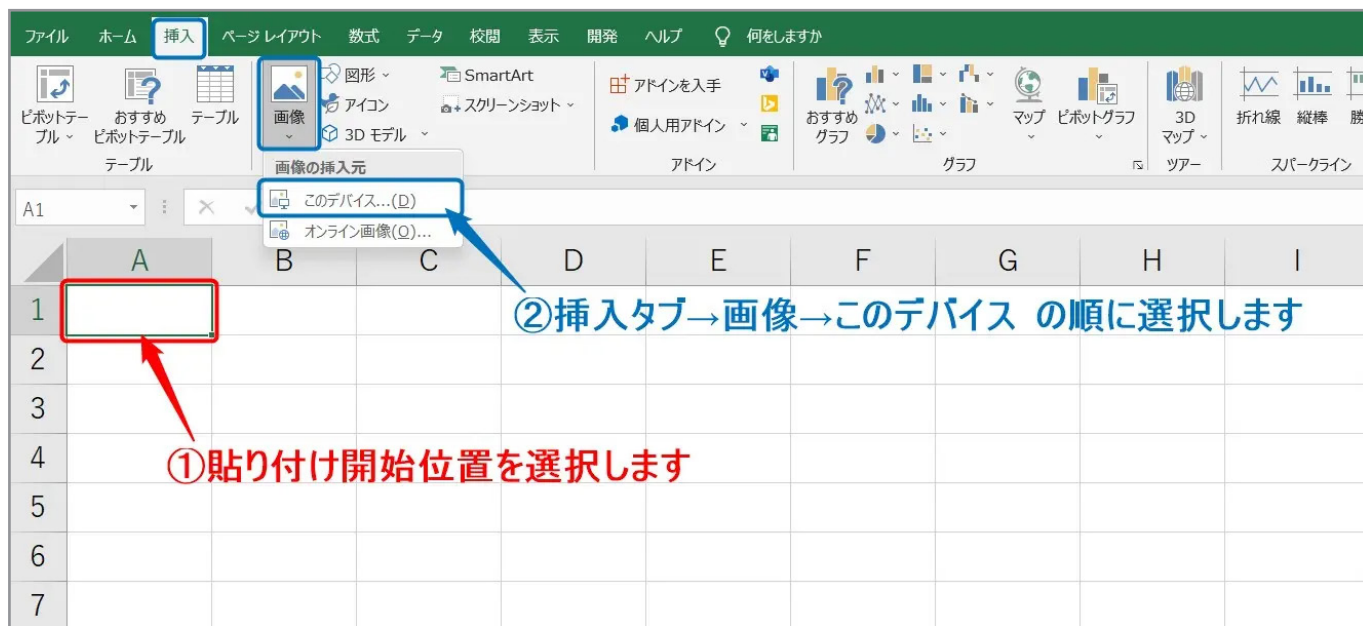 ファイル ホーム 挿入 ページ レイアウト 数式 データ 校閲 表示 開発 ヘルプ 何をしますか
ピボットテー
ブル
おすすめ
ピボットテーブル
テーブル
テーブル
画像
図形
アイコン
3D モデル
SmartArt
スクリーンショット
アドインを入手
個人用アドイン
アドイン
おすすめ
グラフ
マップ
ピボットグラフ
グラフ
3D
マップ
ツアー
折れ線 縦棒 勝
スパークライン
画像の挿入元
このデバイス...(D)
オンライン画像(O)...
A1
A B C D E F G H I
1
②挿入タブ→画像→このデバイス の順に選択します
2
3
4
①貼り付け開始位置を選択します
5
6
7